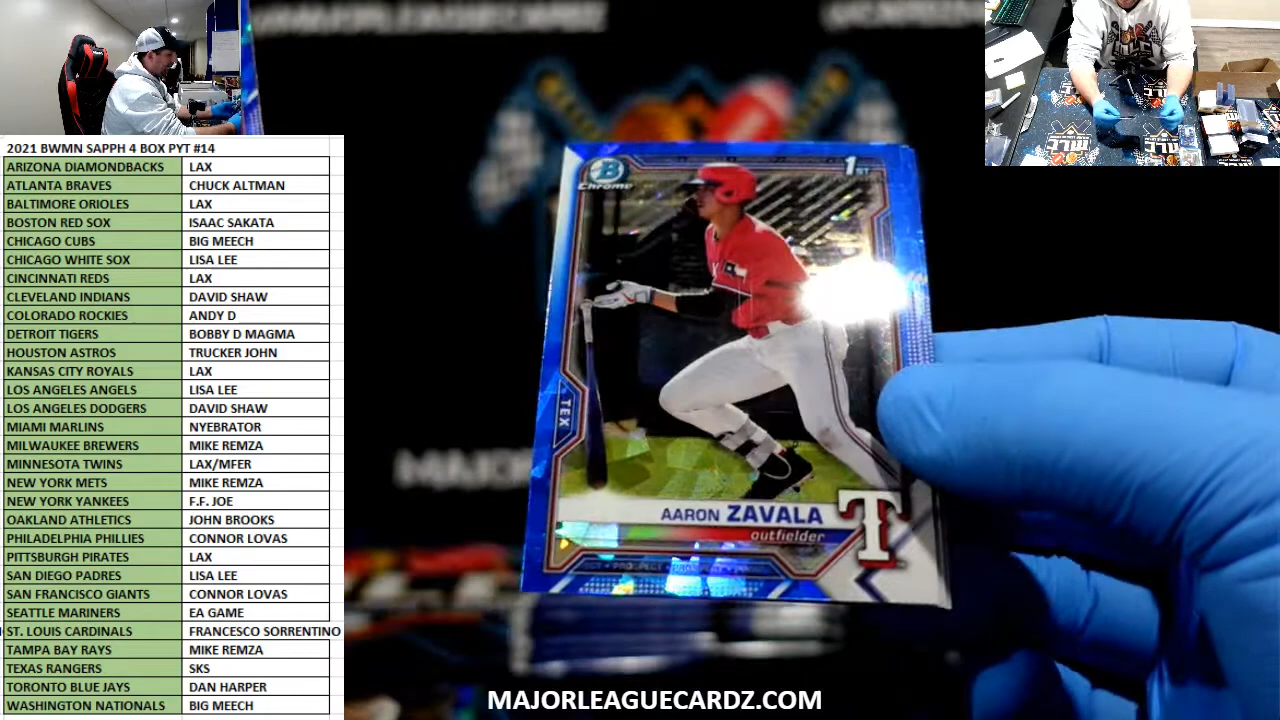 2021 BWMN SAPPH 4 BOX PYT #14
ARIZONA DIAMONDBACKS LAX
ATLANTA BRAVES CHUCK ALTMAN
BALTIMORE ORIOLES LAX
BOSTON RED SOX ISAAC SAKATA
CHICAGO CUBS BIG MEECH
CHICAGO WHITE SOX LISA LEE
CINCINNATI REDS LAX
CLEVELAND INDIANS DAVID SHAW
COLORADO ROCKIES ANDY D
DETROIT TIGERS BOBBY D MAGMA
HOUSTON ASTROS TRUCKER JOHN
KANSAS CITY ROYALS LAX
LOS ANGELES ANGELS LISA LEE
LOS ANGELES DODGERS DAVID SHAW
MIAMI MARLINS NYEBRATOR
MILWAUKEE BREWERS MIKE REMZA
MINNESOTA TWINS LAX/MFER
NEW YORK METS MIKE REMZA
NEW YORK YANKEES F.F. JOE
OAKLAND ATHLETICS JOHN BROOKS
PHILADELPHIA PHILLIES CONNOR LOVAS
PITTSBURGH PIRATES LAX
SAN DIEGO PADRES LISA LEE
SAN FRANCISCO GIANTS CONNOR LOVAS
SEATTLE MARINERS EA GAME
ST. LOUIS CARDINALS FRANCESCO SORRENTINO
TAMPA BAY RAYS MIKE REMZA
TEXAS RANGERS SKS
TORONTO BLUE JAYS DAN HARPER
WASHINGTON NATIONALS BIG MEECH
B
Chrome
1ST
TEX
AARON ZAVALA
outfielder
T
MAJOR
MLC
MAJORLEAGUECARDZ.COM